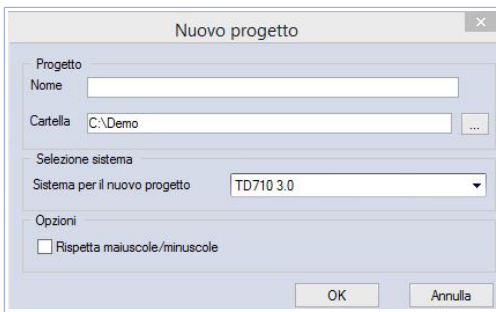 Nuovo progetto
Progetto
Nome
Cartella C:\Demo ...
Selezione sistema
Sistema per il nuovo progetto TD710 3.0
Opzioni
Rispetta maiuscole/minuscole
OK Annulla